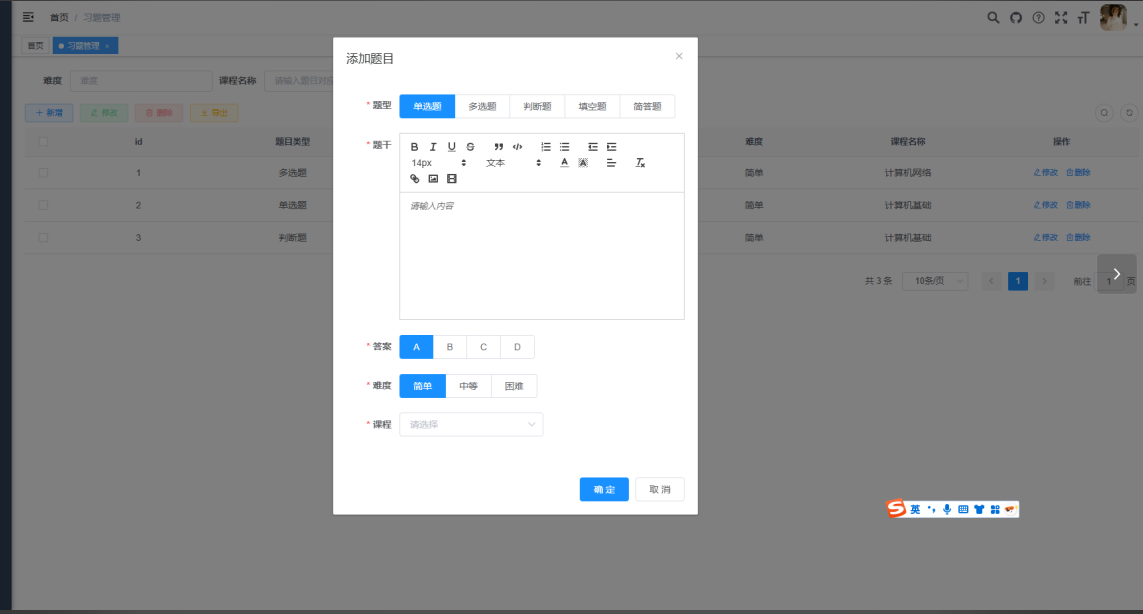 首页 / 习题管理
首页
习题管理 ×
难度 难度 课程名称 请输入题目对应
+ 新增 修改 删除 导出
id 题目类型 难度 课程名称 操作
1 多选题 简单 计算机网络 修改 删除
2 单选题 简单 计算机基础 修改 删除
3 判断题 简单 计算机基础 修改 删除
共 3 条 10条/页 1 前往 1 页
添加题目
* 题型 单选题 多选题 判断题 填空题 简答题
* 题干
14px 文本
请输入内容
* 答案 A B C D
* 难度 简单 中等 困难
* 课程 请选择
确 定 取 消
英